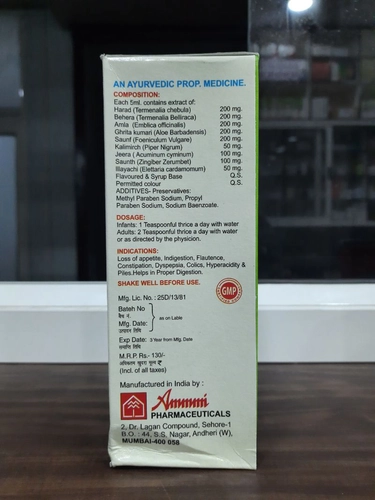 AN AYURVEDIC PROP. MEDICINE.
COMPOSITION:
Each 5ml. contains extract of:
Harad (Termenalia chebula) 200 mg.
Behera (Termenalia Belliraca) 200 mg.
Amla (Emblica officinalis) 200 mg.
Ghrita kumari (Aloe Barbadensis) 200 mg.
Saunf (Foeniculum Vulgare) 200 mg.
Kalimirch (Piper Nigrum) 50 mg.
Jeera ( Acuminum cyminum) 100 mg.
Saunth (Zingiber Zerumbet) 100 mg
Illayachi (Elettaria cardamomum) 50 mg.
Flavoured & Syrup Base Q.S.
Permitted colour Q.S.
ADDITIVES- Preservatives:
Methyl Paraben Sodium, Propyl
Paraben Sodium, Sodium Baenzoate.
DOSAGE:
Infants: 1 Teaspoonful thrice a day with water
Adults: 2 Teaspoonful thrice a day with water
or as directed by the physicion.
INDICATIONS:
Loss of appetite, Indigestion, Flautence,
Constipation, Dyspepsia, Colics, Hyperacidity &
Piles.Helps in Proper Digestion.
SHAKE WELL BEFORE USE.
GMP
Mfg. Lic. No. : 25D/13/81
Bateh No
बैच न.
as on Lable
Mfg. Date:
उत्पादन तिथि
Exp Date: 3 Year from Mfg. Date
समाप्ति तिथि
M.R.P Rs.- 130/-
अधिकतम खुदरा मूल्य ₹
(Incl. of all taxes)
Manufactured in India by :
PHARMACEUTICALS
2, Dr. Lagan Compound, Sehore-1
B.O. : 44, S.S. Nagar, Andheri (W),
MUMBAI-400 058